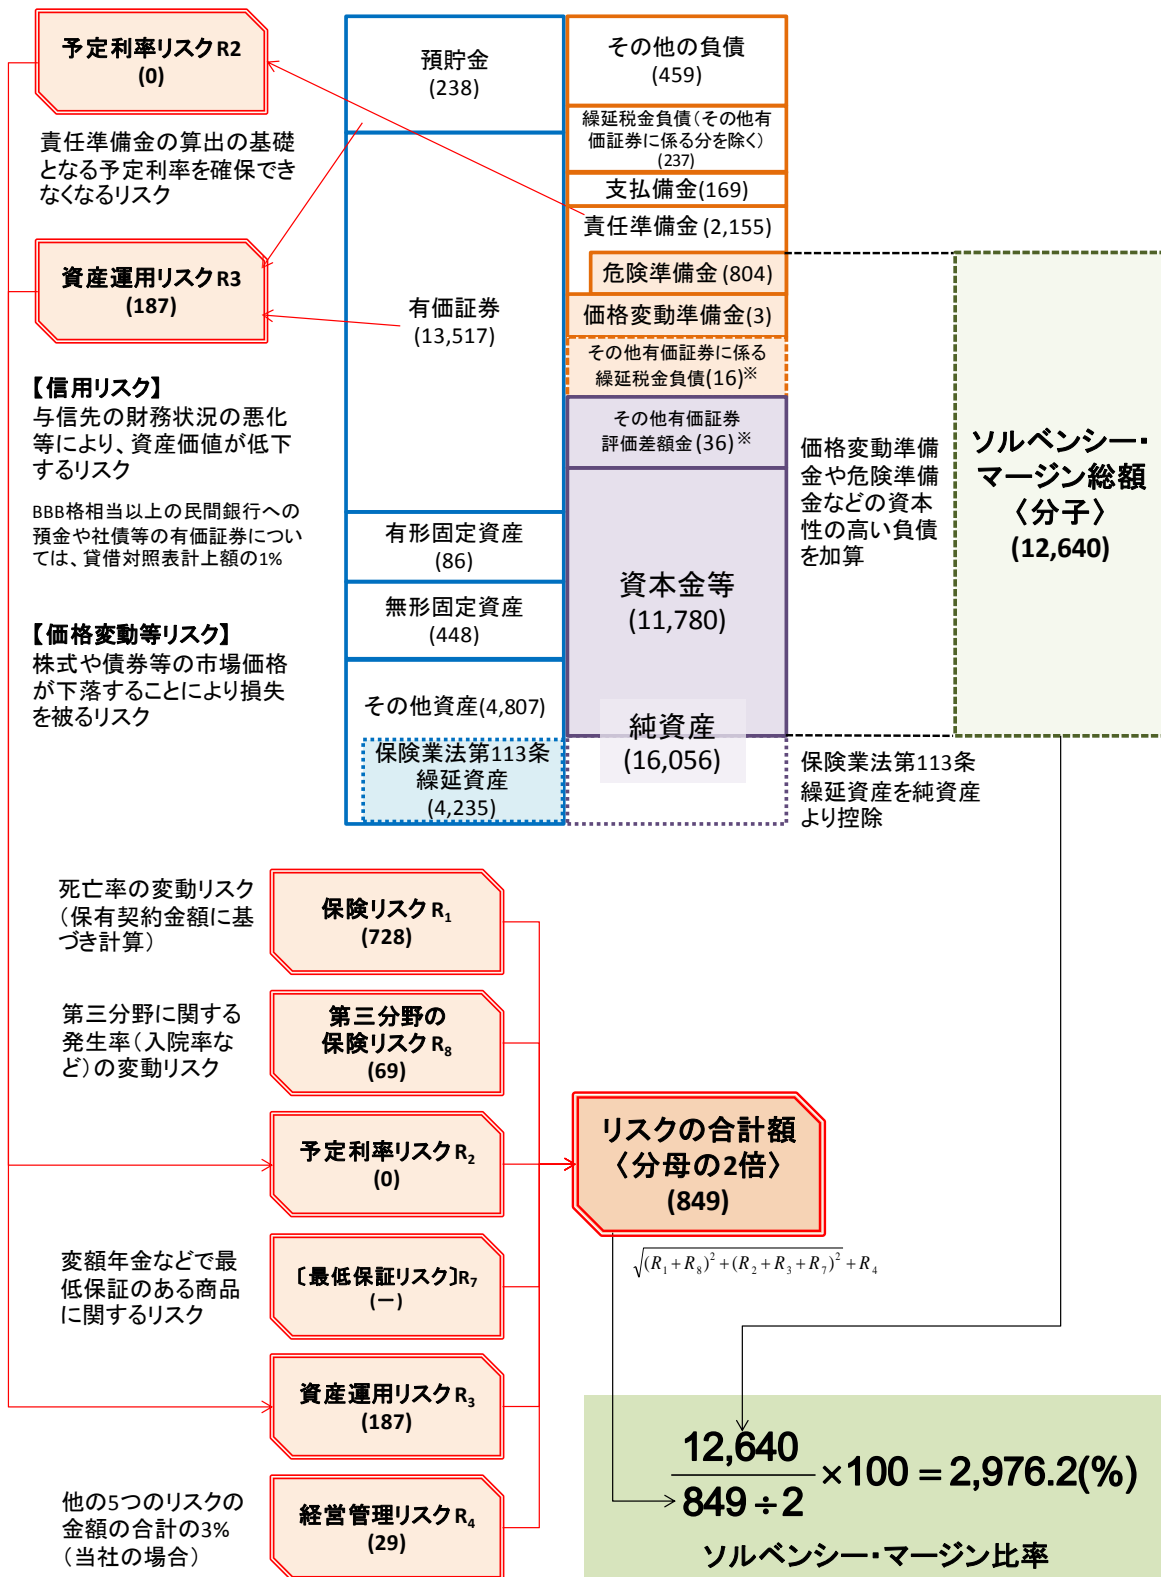 予定利率リスクR2
(0)
責任準備金の算出の基礎
となる予定利率を確保でき
なくなるリスク
資産運用リスクR3
(187)
【信用リスク】
与信先の財務状況の悪化
等により、資産価値が低下
するリスク
BBB格相当以上の民間銀行への
預金や社債等の有価証券につい
ては、貸借対照表計上額の1%
【価格変動等リスク】
株式や債券等の市場価格
が下落することにより損失
を被るリスク
預貯金
(238)
有価証券
(13,517)
有形固定資産
(86)
無形固定資産
(448)
その他資産(4,807)
保険業法第113条
繰延資産
(4,235)
その他の負債
(459)
繰延税金負債(その他有
価証券に係る分を除く)
(237)
支払備金(169)
責任準備金(2,155)
危険準備金(804)
価格変動準備金(3)
その他有価証券に係る
繰延税金負債(16)※
その他有価証券
評価差額金(36)※
資本金等
(11,780)
純資産
(16,056)
価格変動準備
金や危険準備
金などの資本
性の高い負債
を加算
保険業法第113条
繰延資産を純資産
より控除
ソルベンシー・
マージン総額
〈分子〉
(12,640)
死亡率の変動リスク
(保有契約金額に基
づき計算)
保険リスクR₁
(728)
第三分野に関する
発生率(入院率な
ど)の変動リスク
第三分野の
保険リスクR₈
(69)
予定利率リスクR₂
(0)
変額年金などで最
低保証のある商品
に関するリスク
〔最低保証リスク〕R₇
(ー)
資産運用リスクR₃
(187)
他の5つのリスクの
金額の合計の3%
(当社の場合)
経営管理リスクR₄
(29)
リスクの合計額
〈分母の2倍〉
(849)
√(R₁+R₈)²+(R₂+R₃+R₇)²+R₄
12,640
849÷2
×100=2,976.2(%)
ソルベンシー・マージン比率